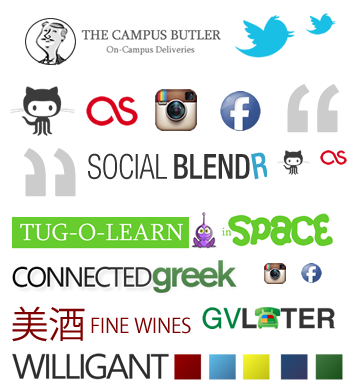 THE CAMPUS BUTLER
On-Campus Deliveries
SOCIAL BLENDR
TUG-O-LEARN in SPACE
CONNECTEDgreek
美酒 FINE WINES
GVLATER
WILLIGANT